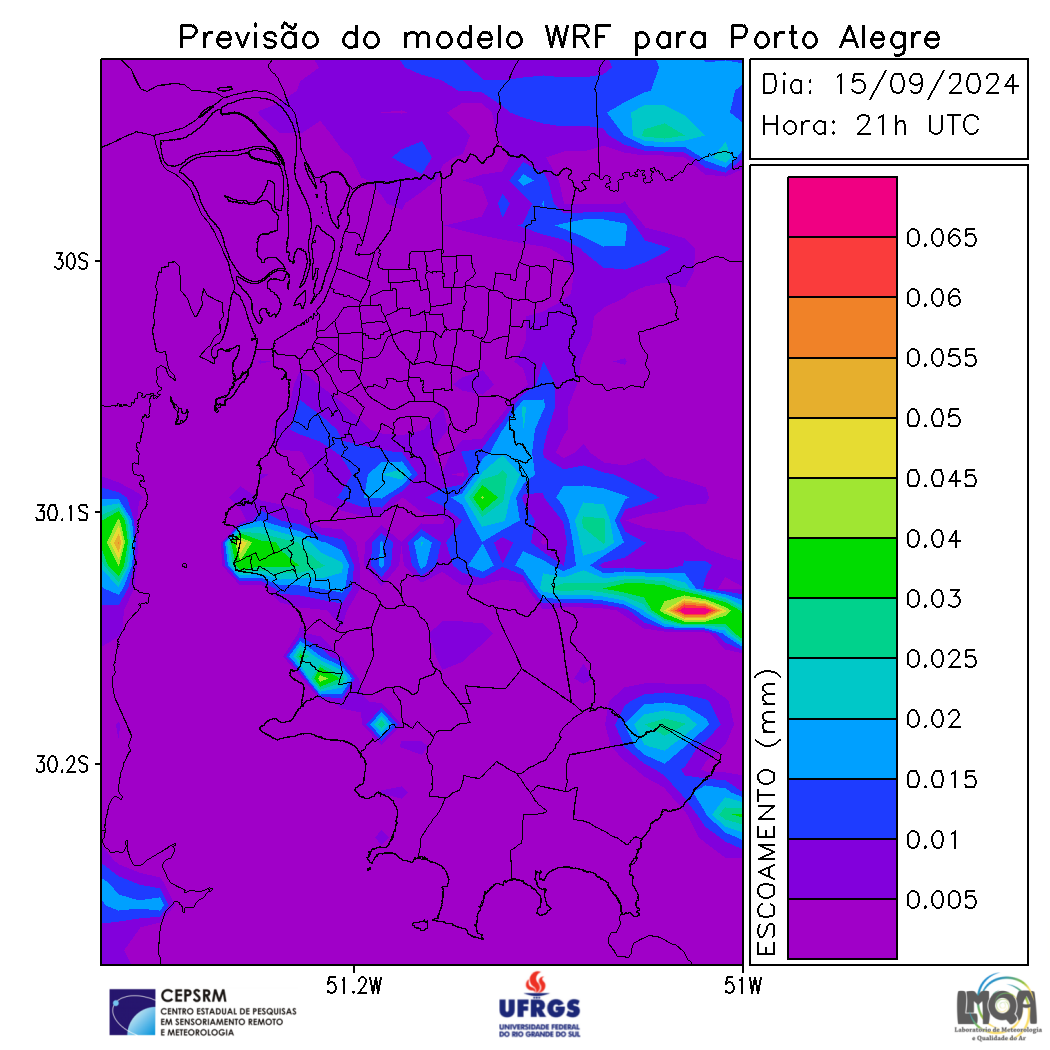 Previsão do modelo WRF para Porto Alegre
Dia: 15/09/2024
Hora: 21h UTC
30S
30.1S
30.2S
51.2W
51W
ESCOAMENTO (mm)
0.065
0.06
0.055
0.05
0.045
0.04
0.03
0.025
0.02
0.015
0.01
0.005
CEPSRM
CENTRO ESTADUAL DE PESQUISAS
EM SENSORIAMENTO REMOTO
E METEOROLOGIA
UFRGS
UNIVERSIDADE FEDERAL
DO RIO GRANDE DO SUL
LMQA
Laboratório de Meteorologia
e Qualidade do Ar